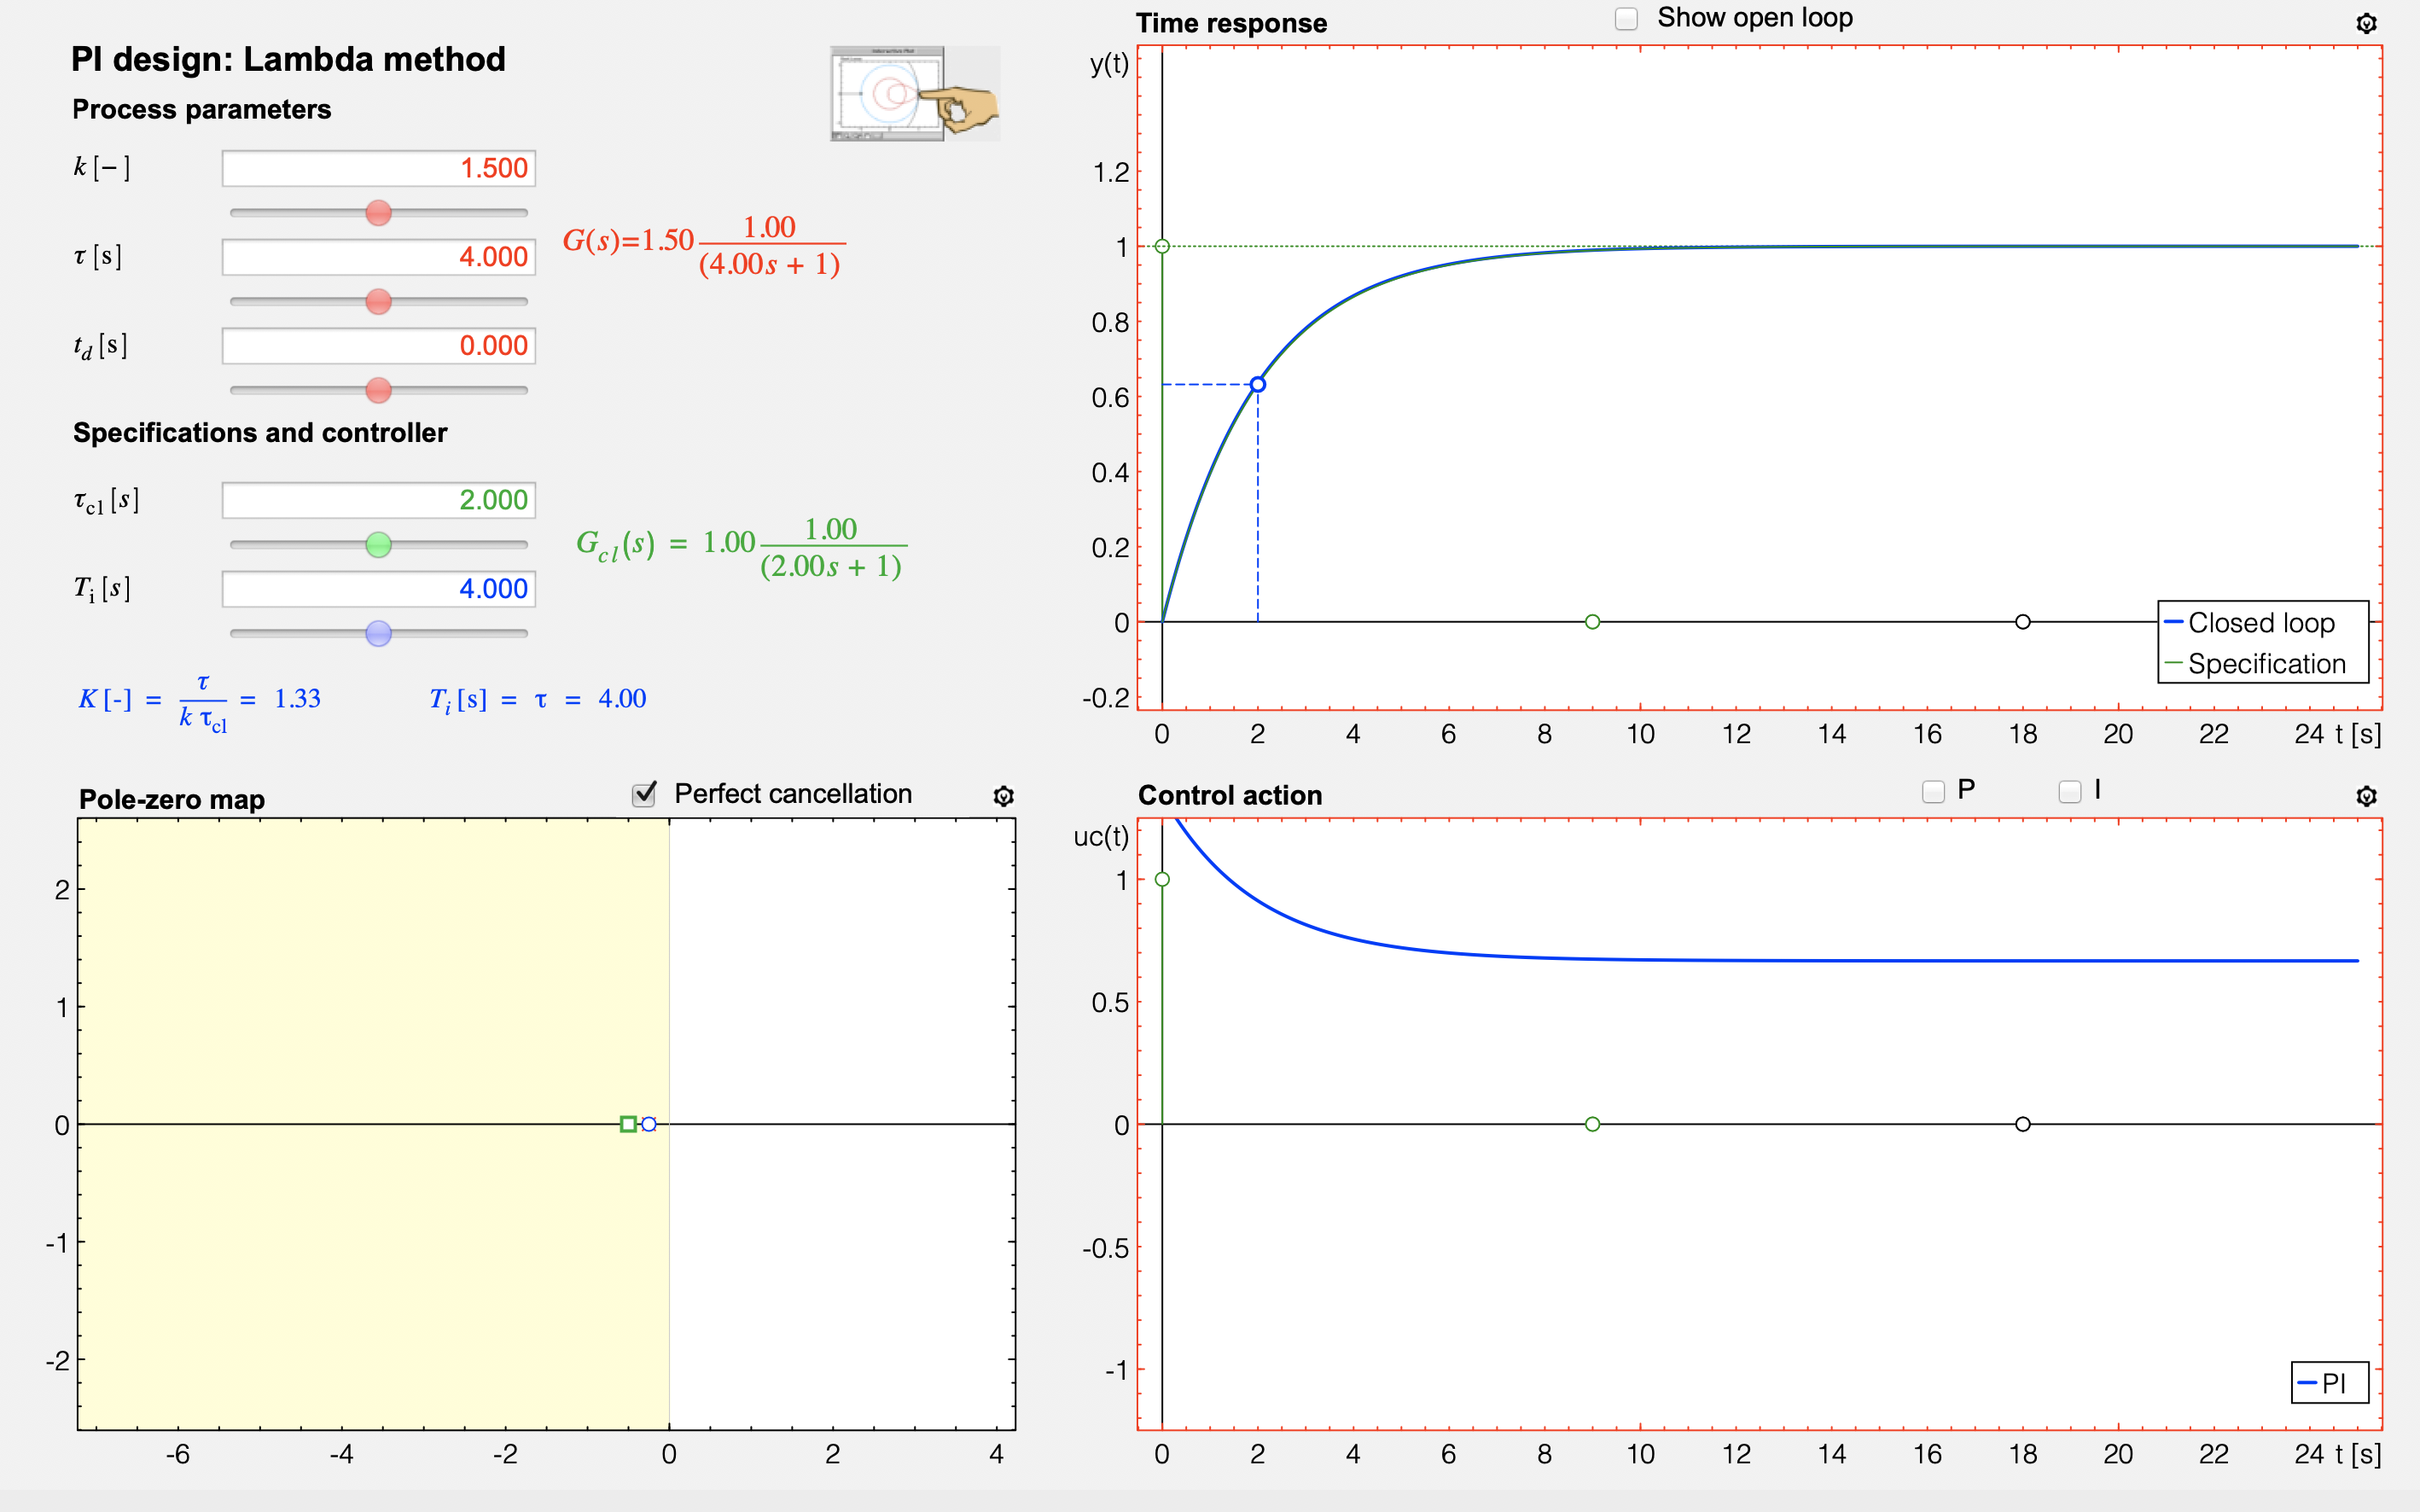 PI design: Lambda method
Process parameters
k [−] 1.500
τ [s] 4.000
G(s)=1.50 1.00 / (4.00s + 1)
t_d [s] 0.000
Specifications and controller
τ_cl [s] 2.000
G_cl(s) = 1.00 1.00 / (2.00s + 1)
T_i [s] 4.000
K [-] = τ / k τ_cl = 1.33
T_i [s] = τ = 4.00
Time response
Show open loop
y(t)
1.2
1
0.8
0.6
0.4
0.2
0
-0.2
0 2 4 6 8 10 12 14 16 18 20 22 24 t [s]
Closed loop
Specification
Pole-zero map
Perfect cancellation
2
1
0
-1
-2
-6 -4 -2 0 2 4
Control action
P
I
uc(t)
1
0.5
0
-0.5
-1
0 2 4 6 8 10 12 14 16 18 20 22 24 t [s]
PI